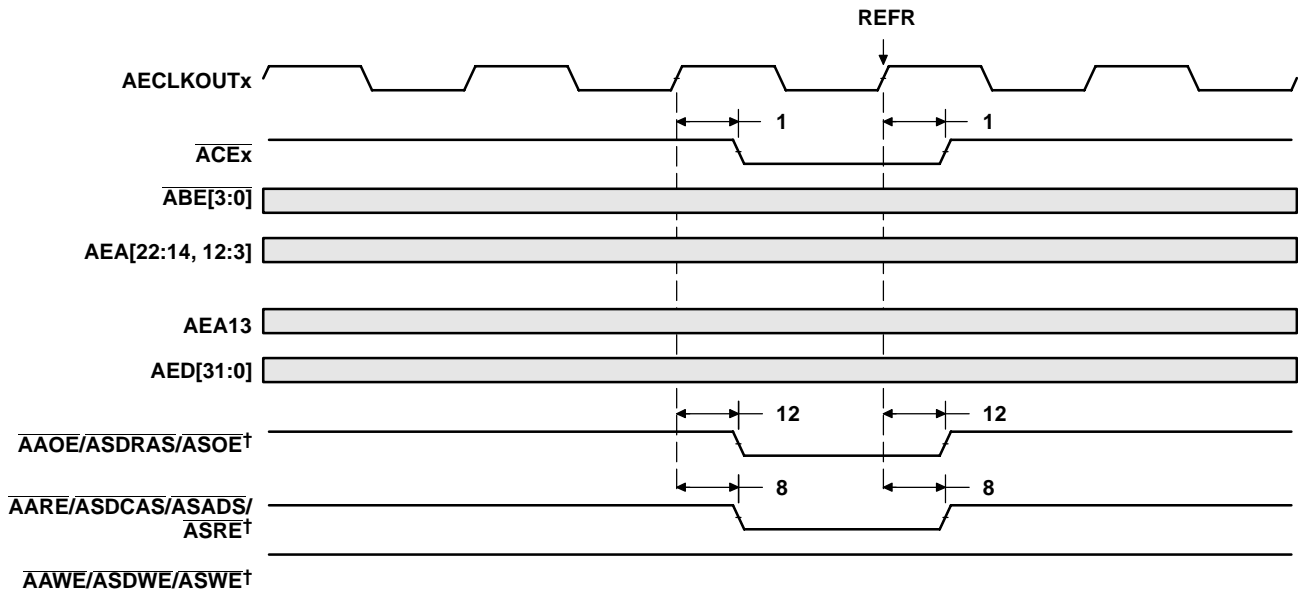 REFR
AECLKOUTx
1 1
ACEx
ABE[3:0]
AEA[22:14, 12:3]
AEA13
AED[31:0]
12 12
AAOE/ASDRAS/ASOE†
8 8
AARE/ASDCAS/ASADS/
ASRE†
AAWE/ASDWE/ASWE†